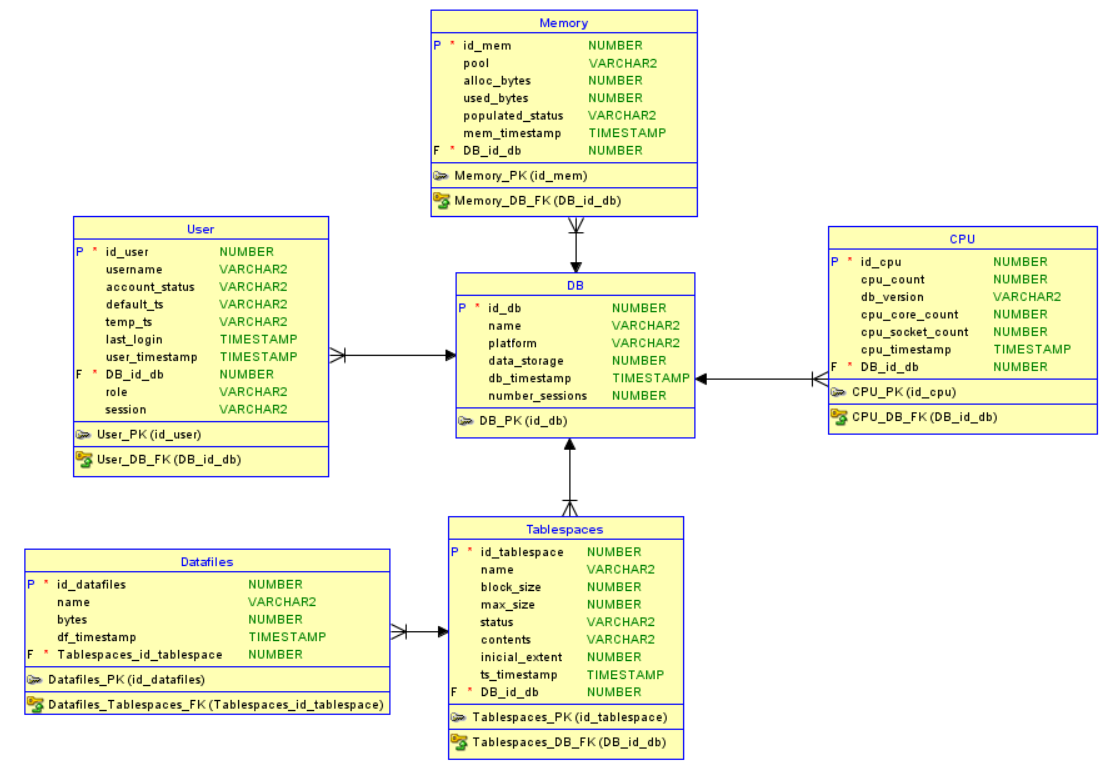 Memory
P * id_mem NUMBER
pool VARCHAR2
alloc_bytes NUMBER
used_bytes NUMBER
populated_status VARCHAR2
mem_timestamp TIMESTAMP
F * DB_id_db NUMBER
Memory_PK (id_mem)
Memory_DB_FK (DB_id_db)
User
P * id_user NUMBER
username VARCHAR2
account_status VARCHAR2
default_ts VARCHAR2
temp_ts VARCHAR2
last_login TIMESTAMP
user_timestamp TIMESTAMP
F * DB_id_db NUMBER
role VARCHAR2
session VARCHAR2
User_PK (id_user)
User_DB_FK (DB_id_db)
DB
P * id_db NUMBER
name VARCHAR2
platform VARCHAR2
data_storage NUMBER
db_timestamp TIMESTAMP
number_sessions NUMBER
DB_PK (id_db)
CPU
P * id_cpu NUMBER
cpu_count NUMBER
db_version VARCHAR2
cpu_core_count NUMBER
cpu_socket_count NUMBER
cpu_timestamp TIMESTAMP
F * DB_id_db NUMBER
CPU_PK (id_cpu)
CPU_DB_FK (DB_id_db)
Datafiles
P * id_datafiles NUMBER
name VARCHAR2
bytes NUMBER
df_timestamp TIMESTAMP
F * Tablespaces_id_tablespace NUMBER
Datafiles_PK (id_datafiles)
Datafiles_Tablespaces_FK (Tablespaces_id_tablespace)
Tablespaces
P * id_tablespace NUMBER
name VARCHAR2
block_size NUMBER
max_size NUMBER
status VARCHAR2
contents VARCHAR2
inicial_extent NUMBER
ts_timestamp TIMESTAMP
F * DB_id_db NUMBER
Tablespaces_PK (id_tablespace)
Tablespaces_DB_FK (DB_id_db)